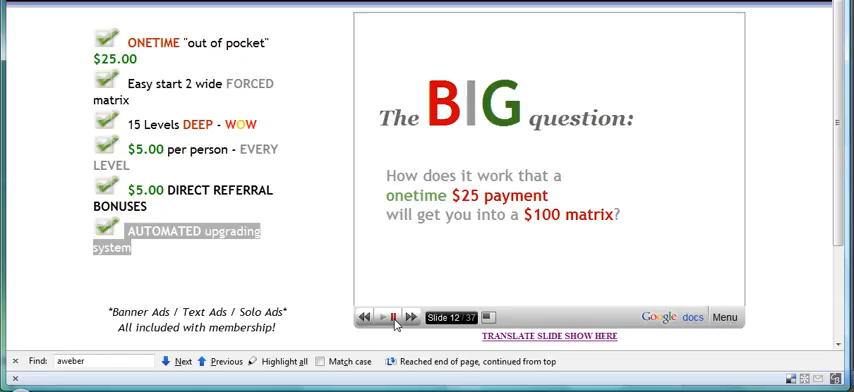 ONETIME "out of pocket"
$25.00
Easy start 2 wide FORCED
matrix
15 Levels DEEP - WOW
$5.00 per person - EVERY
LEVEL
$5.00 DIRECT REFERRAL
BONUSES
AUTOMATED upgrading
system
*Banner Ads / Text Ads / Solo Ads*
All included with membership!
The BIG question:
How does it work that a
onetime $25 payment
will get you into a $100 matrix?
Slide 12 / 37
Google docs
Menu
TRANSLATE SLIDE SHOW HERE
Find: aweber Next Previous Highlight all Match case Reached end of page, continued from top